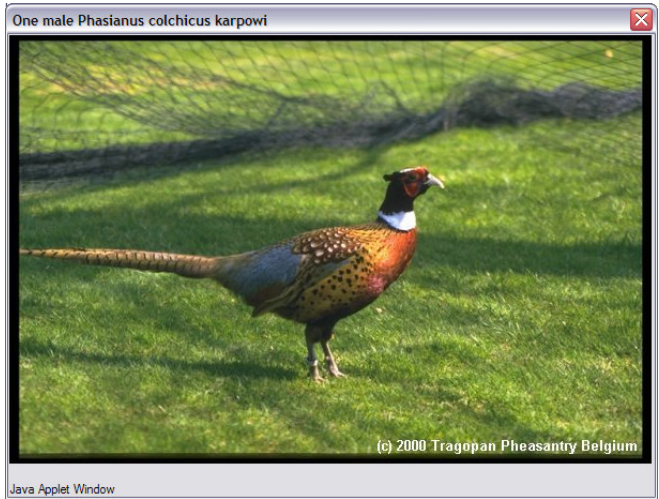 One male Phasianus colchicus karpowi
(c) 2000 Tragopan Pheasantry Belgium
Java Applet Window